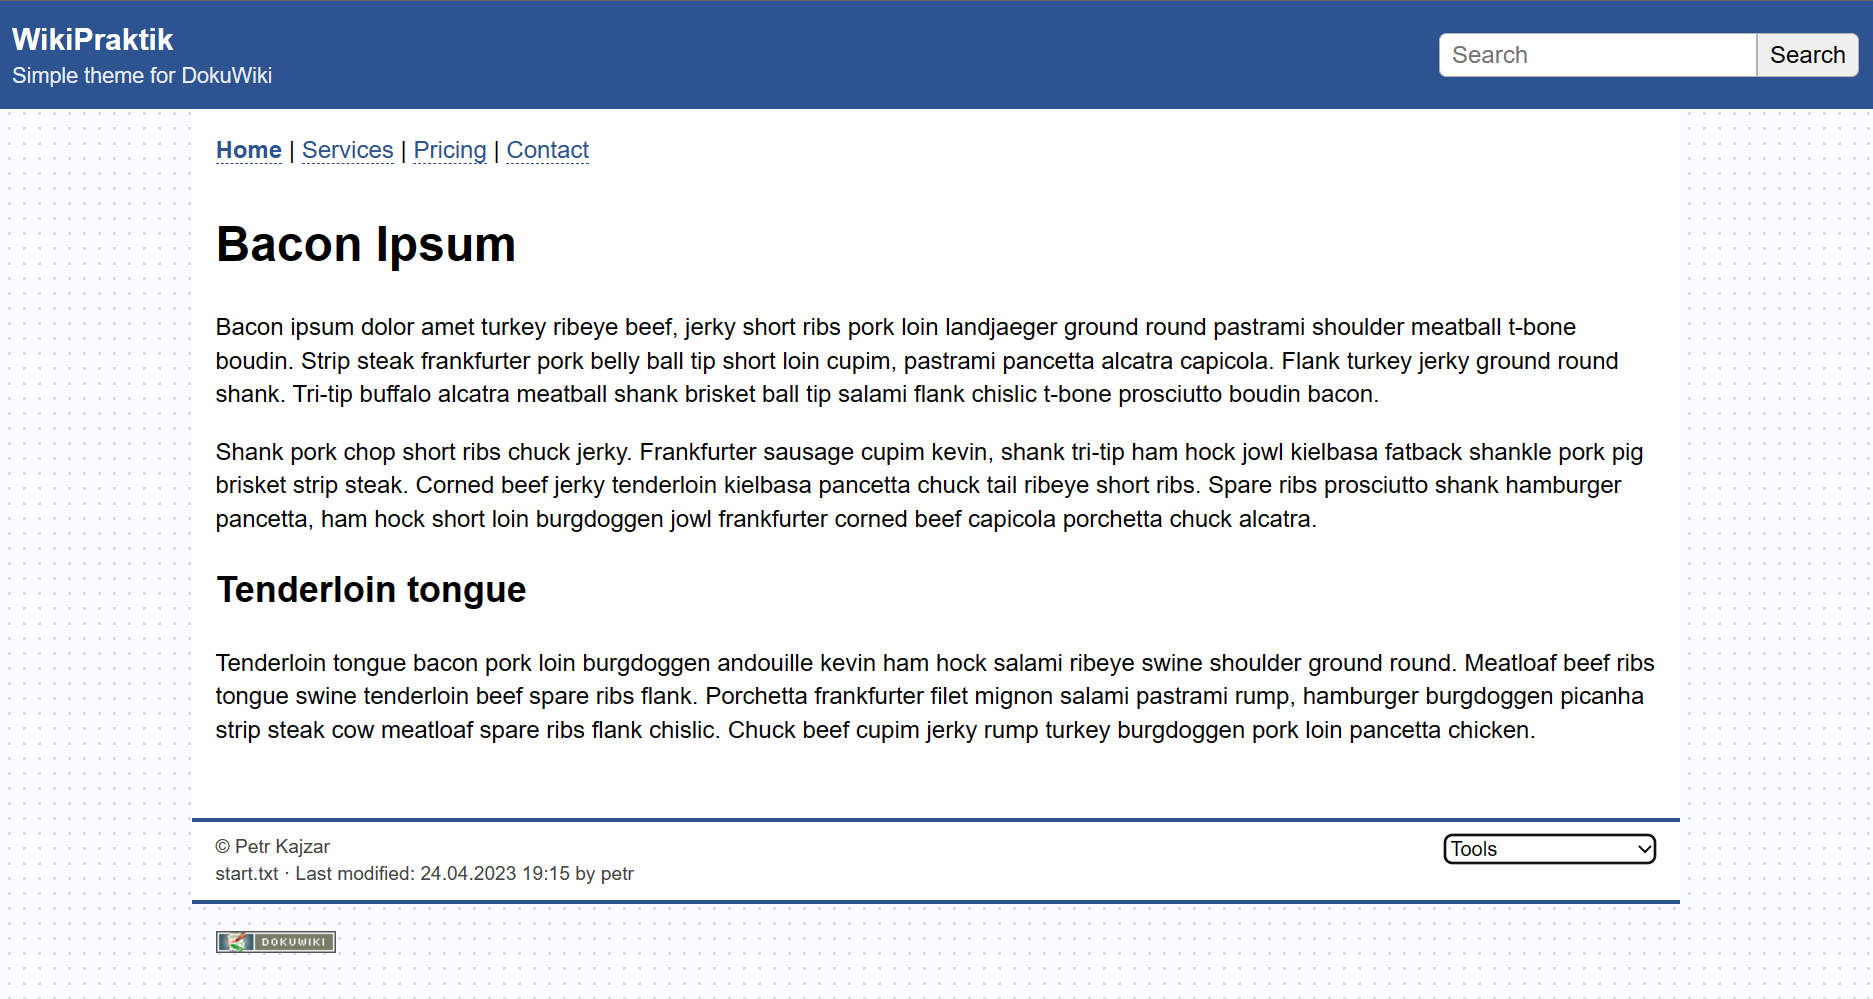 WikiPraktik
Simple theme for DokuWiki
Search
Search
Home | Services | Pricing | Contact
Bacon Ipsum
Bacon ipsum dolor amet turkey ribeye beef, jerky short ribs pork loin landjaeger ground round pastrami shoulder meatball t-bone
boudin. Strip steak frankfurter pork belly ball tip short loin cupim, pastrami pancetta alcatra capicola. Flank turkey jerky ground round
shank. Tri-tip buffalo alcatra meatball shank brisket ball tip salami flank chislic t-bone prosciutto boudin bacon.
Shank pork chop short ribs chuck jerky. Frankfurter sausage cupim kevin, shank tri-tip ham hock jowl kielbasa fatback shankle pork pig
brisket strip steak. Corned beef jerky tenderloin kielbasa pancetta chuck tail ribeye short ribs. Spare ribs prosciutto shank hamburger
pancetta, ham hock short loin burgdoggen jowl frankfurter corned beef capicola porchetta chuck alcatra.
Tenderloin tongue
Tenderloin tongue bacon pork loin burgdoggen andouille kevin ham hock salami ribeye swine shoulder ground round. Meatloaf beef ribs
tongue swine tenderloin beef spare ribs flank. Porchetta frankfurter filet mignon salami pastrami rump, hamburger burgdoggen picanha
strip steak cow meatloaf spare ribs flank chislic. Chuck beef cupim jerky rump turkey burgdoggen pork loin pancetta chicken.
© Petr Kajzar
Tools
start.txt · Last modified: 24.04.2023 19:15 by petr
DOKUWIKI